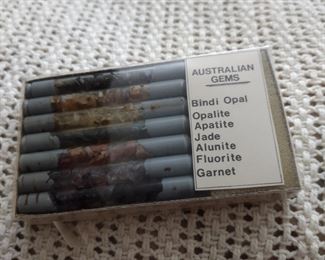 AUSTRALIAN
GEMS
Bindi Opal
Opalite
Apatite
Jade
Alunite
Fluorite
Garnet